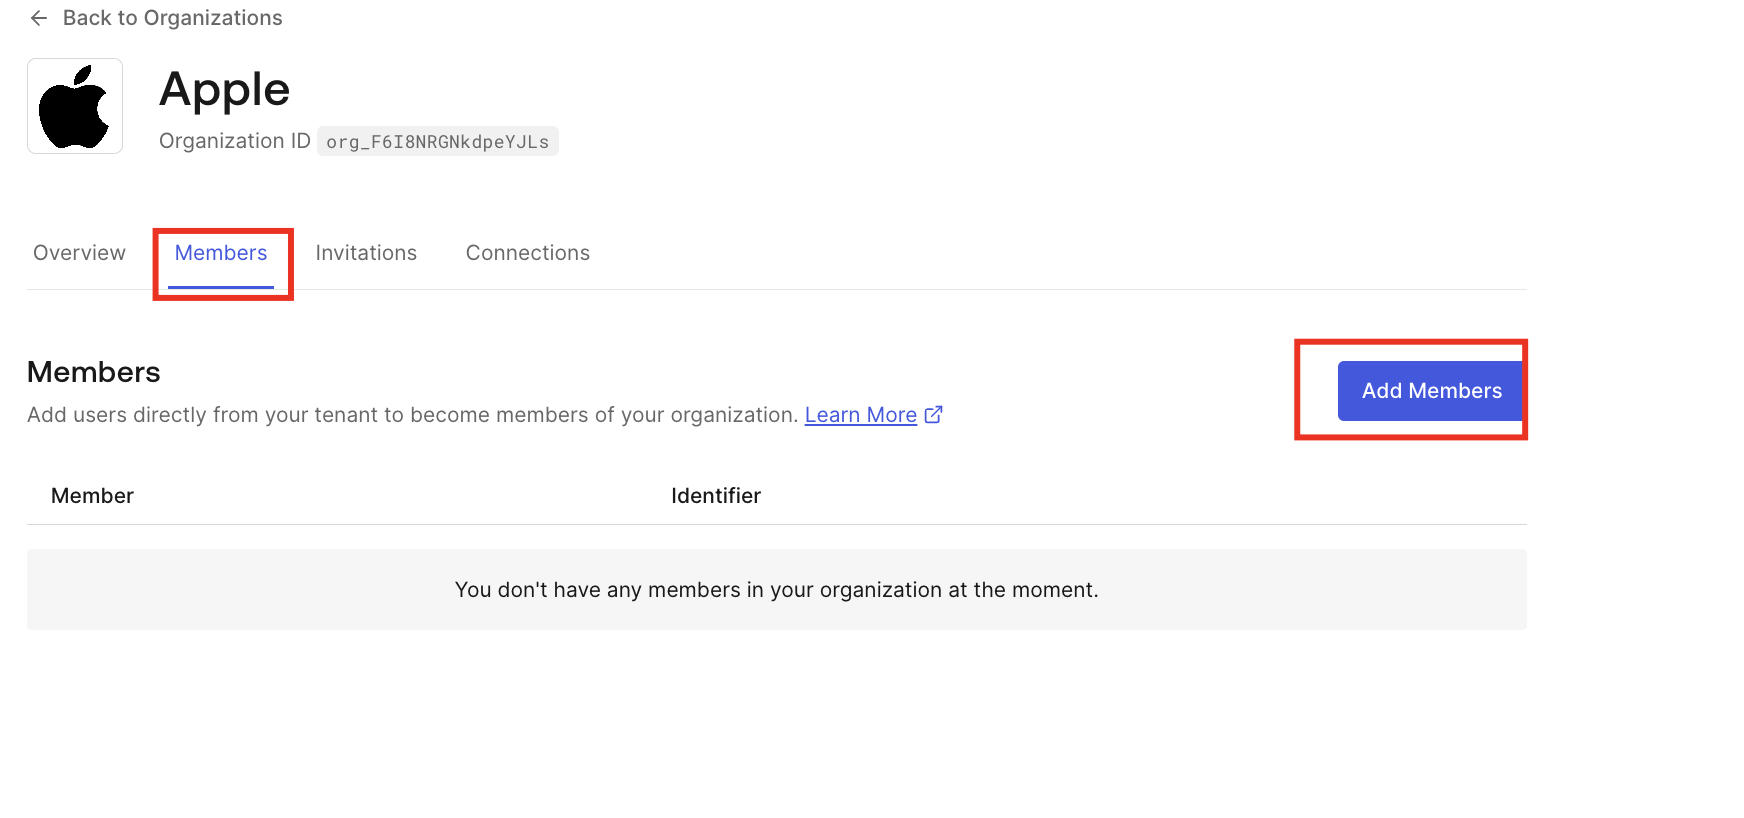 Back to Organizations
Apple
Organization ID org_F6I8NRGNkdpeYJLs
Overview Members Invitations Connections
Members
Add Members
Add users directly from your tenant to become members of your organization. Learn More
Member Identifier
You don't have any members in your organization at the moment.